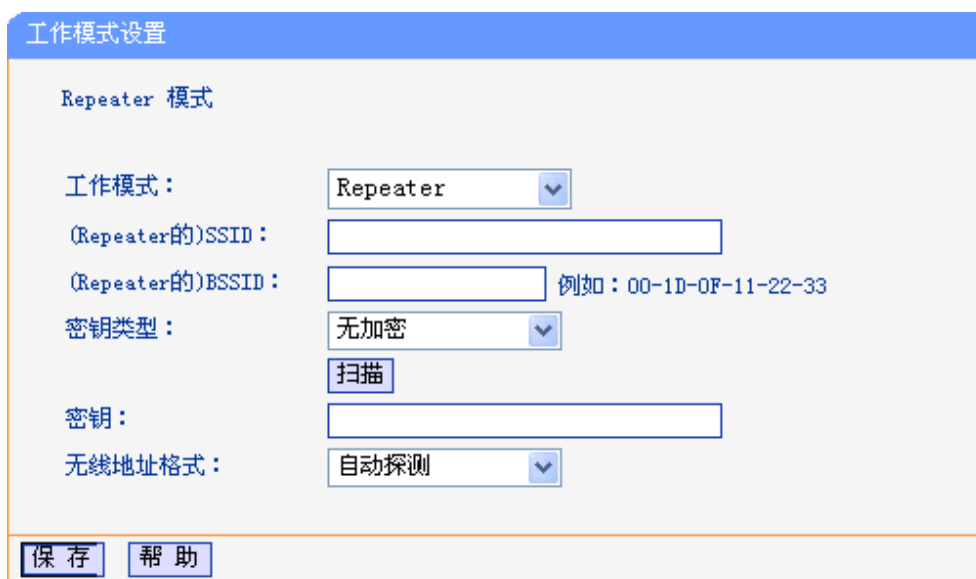 工作模式设置
Repeater 模式
工作模式： Repeater
(Repeater的)SSID：
(Repeater的)BSSID： 例如：00-1D-0F-11-22-33
密钥类型： 无加密
扫描
密钥：
无线地址格式： 自动探测
保 存 帮 助